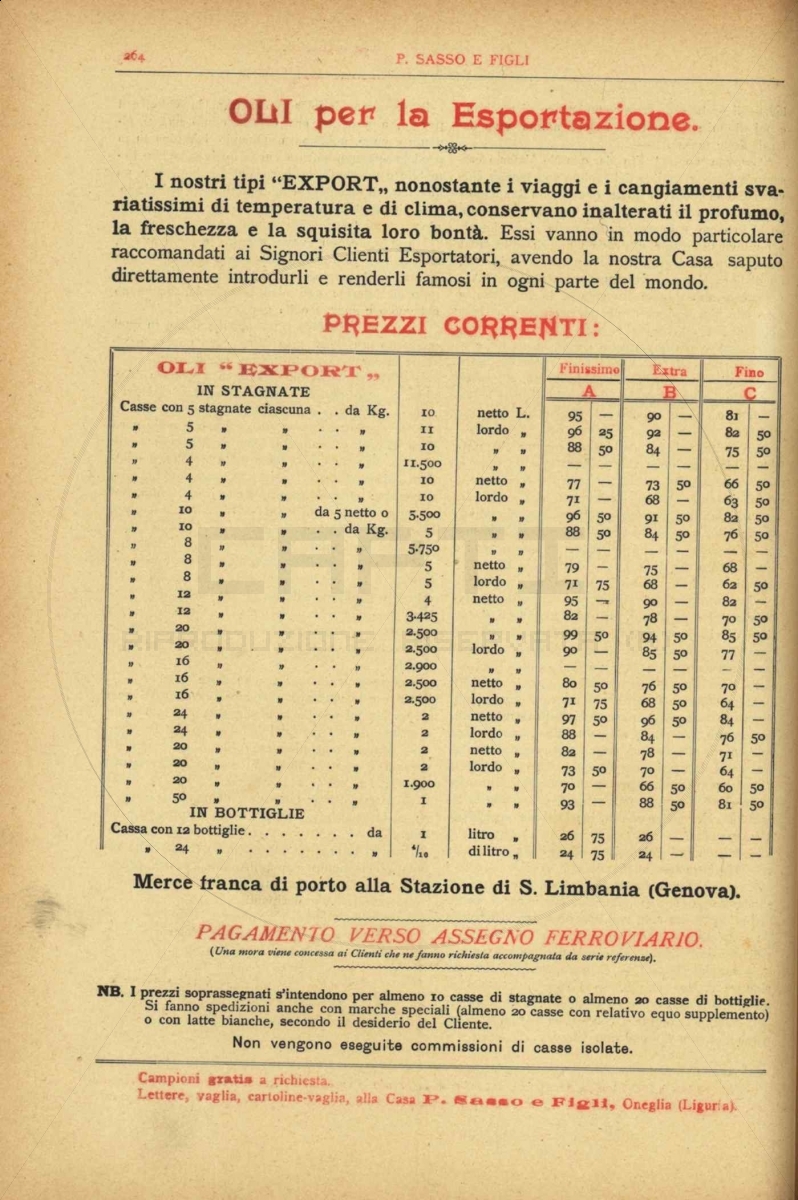 264
P. SASSO E FIGLI
OLI per la Esportazione.
I nostri tipi “EXPORT„ nonostante i viaggi e i cangiamenti sva-
riatissimi di temperatura e di clima, conservano inalterati il profumo,
la freschezza e la squisita loro bontà. Essi vanno in modo particolare
raccomandati ai Signori Clienti Esportatori, avendo la nostra Casa saputo
direttamente introdurli e renderli famosi in ogni parte del mondo.
PREZZI CORRENTI:
OLI “EXPORT„ Finissimo Extra Fino
IN STAGNATE A B C
Casse con 5 stagnate ciascuna . . da Kg. 10 netto L. 95 — 90 — 81 —
„ 5 „ „ . . „ 11 lordo „ 96 25 92 — 82 50
„ 5 „ „ . . „ 10 „ „ 88 50 84 — 75 50
„ 4 „ „ . . „ 11.500 „ „ — — — — — —
„ 4 „ „ . . „ 10 netto „ 77 — 73 50 66 50
„ 4 „ „ . . „ 10 lordo „ 71 — 68 — 63 50
„ 10 „ „ da 5 netto o 5.500 „ „ 96 50 91 50 82 50
„ 10 „ „ . . da Kg. 5 „ „ 88 50 84 50 76 50
„ 8 „ „ . . „ 5.750 „ „ — — — — — —
„ 8 „ „ . . „ 5 netto „ 79 — 75 — 68 —
„ 8 „ „ . . „ 5 lordo „ 71 75 68 — 62 50
„ 12 „ „ . . „ 4 netto „ 95 — 90 — 82 —
„ 12 „ „ . . „ 3.425 „ „ 82 — 78 — 70 50
„ 20 „ „ . . „ 2.500 „ „ 99 50 94 50 85 50
„ 20 „ „ . . „ 2.500 lordo „ 90 — 85 50 77 —
„ 16 „ „ . . „ 2.900 „ „ — — — — — —
„ 16 „ „ . . „ 2.500 netto „ 80 50 76 50 70 —
„ 16 „ „ . . „ 2.500 lordo „ 71 75 68 50 64 —
„ 24 „ „ . . „ 2 netto „ 97 50 96 50 84 —
„ 24 „ „ . . „ 2 lordo „ 88 — 84 — 76 50
„ 20 „ „ . . „ 2 netto „ 82 — 78 — 71 —
„ 20 „ „ . . „ 2 lordo „ 73 50 70 — 64 —
„ 20 „ „ . . „ 1.900 „ „ 70 — 66 50 60 50
„ 50 „ „ . . „ 1 „ „ 93 — 88 50 81 50
IN BOTTIGLIE
Cassa con 12 bottiglie . . . . . . . da 1 litro „ 26 75 26 — — —
„ 24 „ . . . . . . . „ 4/10 di litro „ 24 75 24 — — —
Merce franca di porto alla Stazione di S. Limbania (Genova).
PAGAMENTO VERSO ASSEGNO FERROVIARIO.
(Una mora viene concessa ai Clienti che ne fanno richiesta accompagnata da serie referenze).
NB. I prezzi soprassegnati s'intendono per almeno 10 casse di stagnate o almeno 20 casse di bottiglie.
Si fanno spedizioni anche con marche speciali (almeno 20 casse con relativo equo supplemento)
o con latte bianche, secondo il desiderio del Cliente.
Non vengono eseguite commissioni di casse isolate.
Campioni gratis a richiesta.
Lettere, vaglia, cartoline-vaglia, alla Casa P. Sasso e Figli, Oneglia (Liguria).